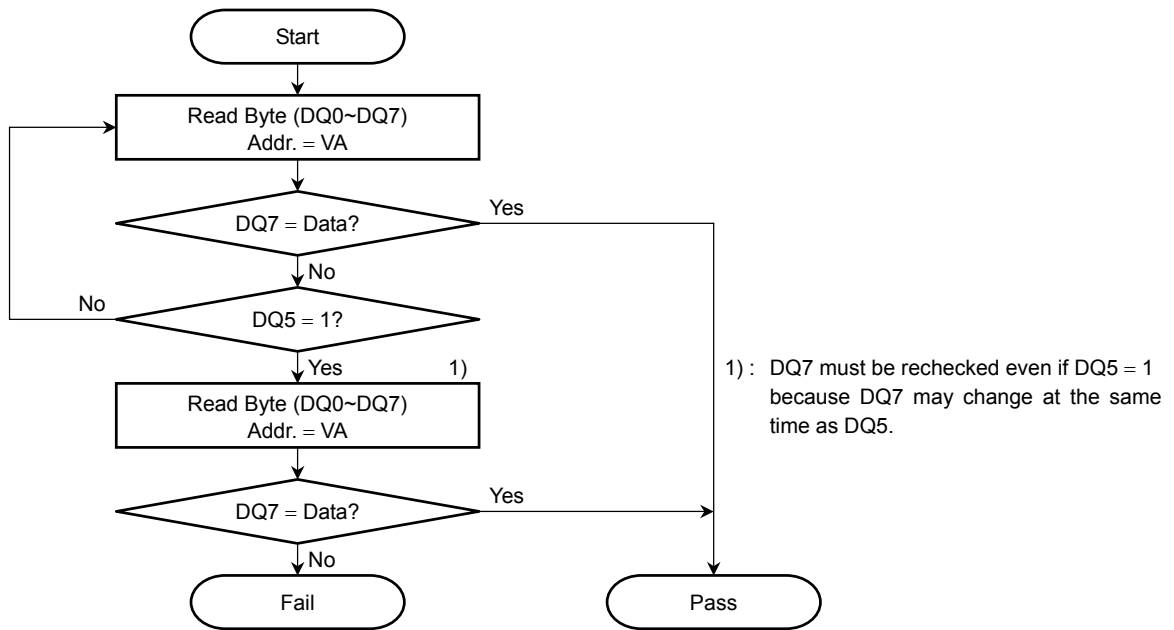 Start
Read Byte (DQ0~DQ7)
Addr. = VA
DQ7 = Data?
Yes
No
No
DQ5 = 1?
Yes
1)
Read Byte (DQ0~DQ7)
Addr. = VA
1) : DQ7 must be rechecked even if DQ5 = 1
because DQ7 may change at the same
time as DQ5.
DQ7 = Data?
Yes
No
Fail
Pass